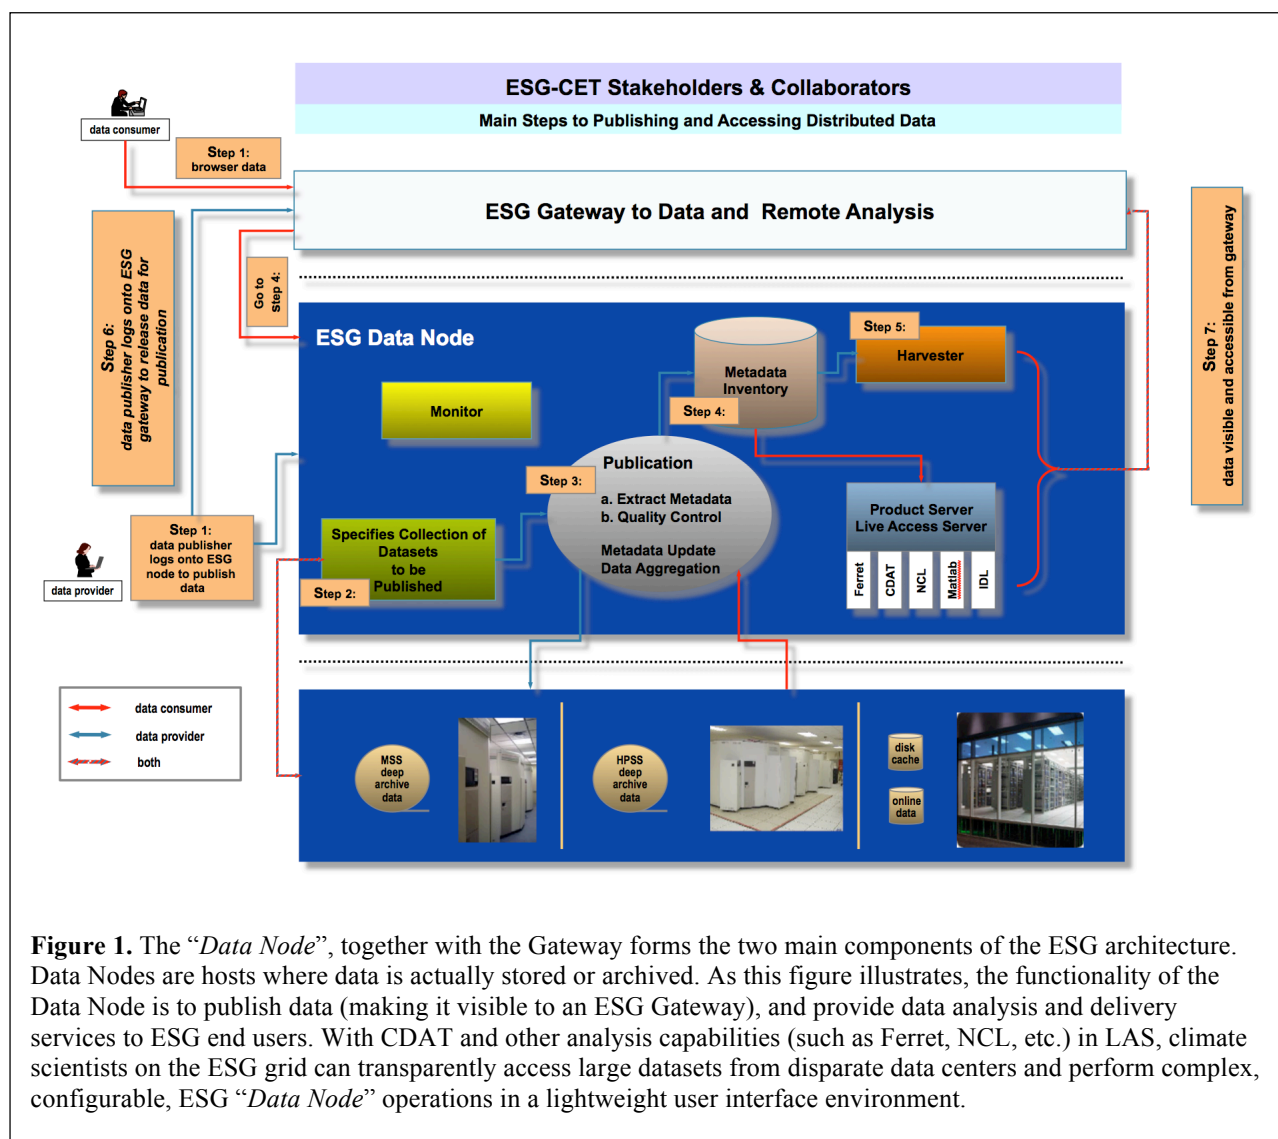 ESG-CET Stakeholders & Collaborators
Main Steps to Publishing and Accessing Distributed Data
data consumer
Step 1:
browser data
ESG Gateway to Data and Remote Analysis
Go to
step 4:
Step 6:
data publisher logs onto ESG
gateway to release data for
publication
Step 7:
data visible and accessible from gateway
ESG Data Node
Monitor
Metadata
Inventory
Step 4:
Step 5:
Harvester
Step 3:
Publication
a. Extract Metadata
b. Quality Control
Metadata Update
Data Aggregation
Specifies Collection of
Datasets
to be
Published
Step 2:
Product Server
Live Access Server
Ferret
CDAT
NCL
Matlab
IDL
Step 1:
data publisher
logs onto ESG
node to publish
data
data provider
data consumer
data provider
both
MSS
deep
archive
data
HPSS
deep
archive
data
disk
cache
online
data
Figure 1. The “Data Node”, together with the Gateway forms the two main components of the ESG architecture.
Data Nodes are hosts where data is actually stored or archived. As this figure illustrates, the functionality of the
Data Node is to publish data (making it visible to an ESG Gateway), and provide data analysis and delivery
services to ESG end users. With CDAT and other analysis capabilities (such as Ferret, NCL, etc.) in LAS, climate
scientists on the ESG grid can transparently access large datasets from disparate data centers and perform complex,
configurable, ESG “Data Node” operations in a lightweight user interface environment.